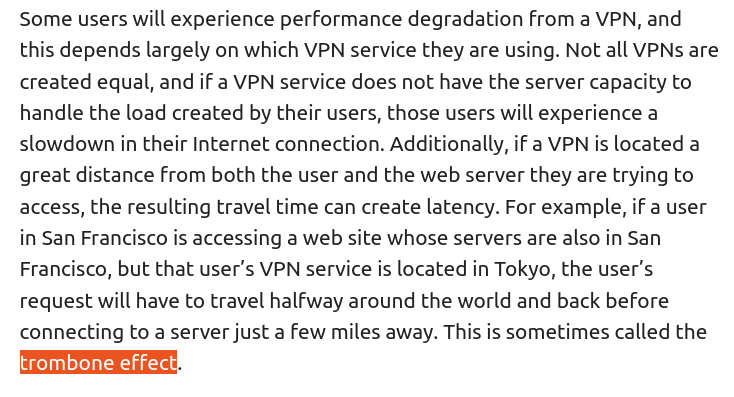 Some users will experience performance degradation from a VPN, and
this depends largely on which VPN service they are using. Not all VPNs are
created equal, and if a VPN service does not have the server capacity to
handle the load created by their users, those users will experience a
slowdown in their Internet connection. Additionally, if a VPN is located a
great distance from both the user and the web server they are trying to
access, the resulting travel time can create latency. For example, if a user
in San Francisco is accessing a web site whose servers are also in San
Francisco, but that user’s VPN service is located in Tokyo, the user’s
request will have to travel halfway around the world and back before
connecting to a server just a few miles away. This is sometimes called the
trombone effect.